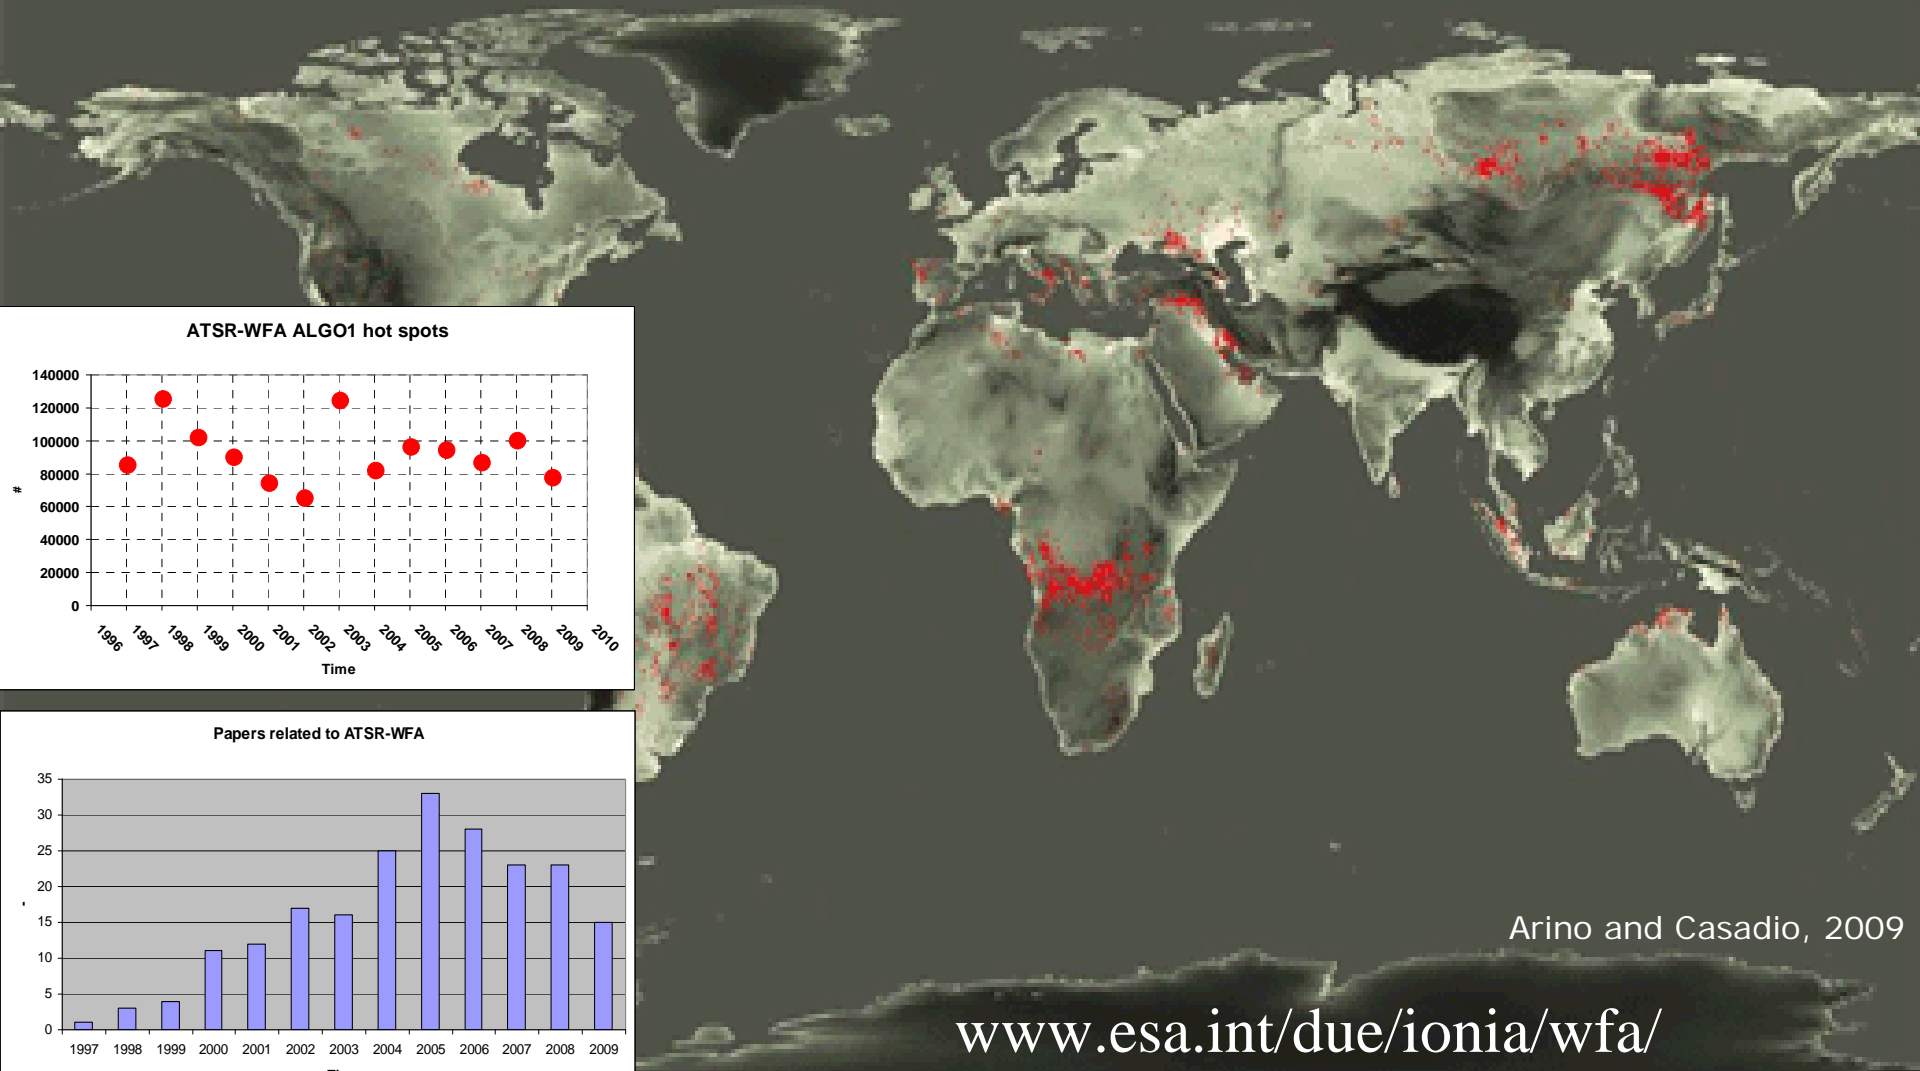 ATSR-WFA ALGO1 hot spots
140000
120000
100000
80000
60000
40000
20000
0
#
1996 1997 1998 1999 2000 2001 2002 2003 2004 2005 2006 2007 2008 2009 2010
Time
Papers related to ATSR-WFA
35
30
25
20
15
10
5
0
-
1997 1998 1999 2000 2001 2002 2003 2004 2005 2006 2007 2008 2009
Arino and Casadio, 2009
www.esa.int/due/ionia/wfa/